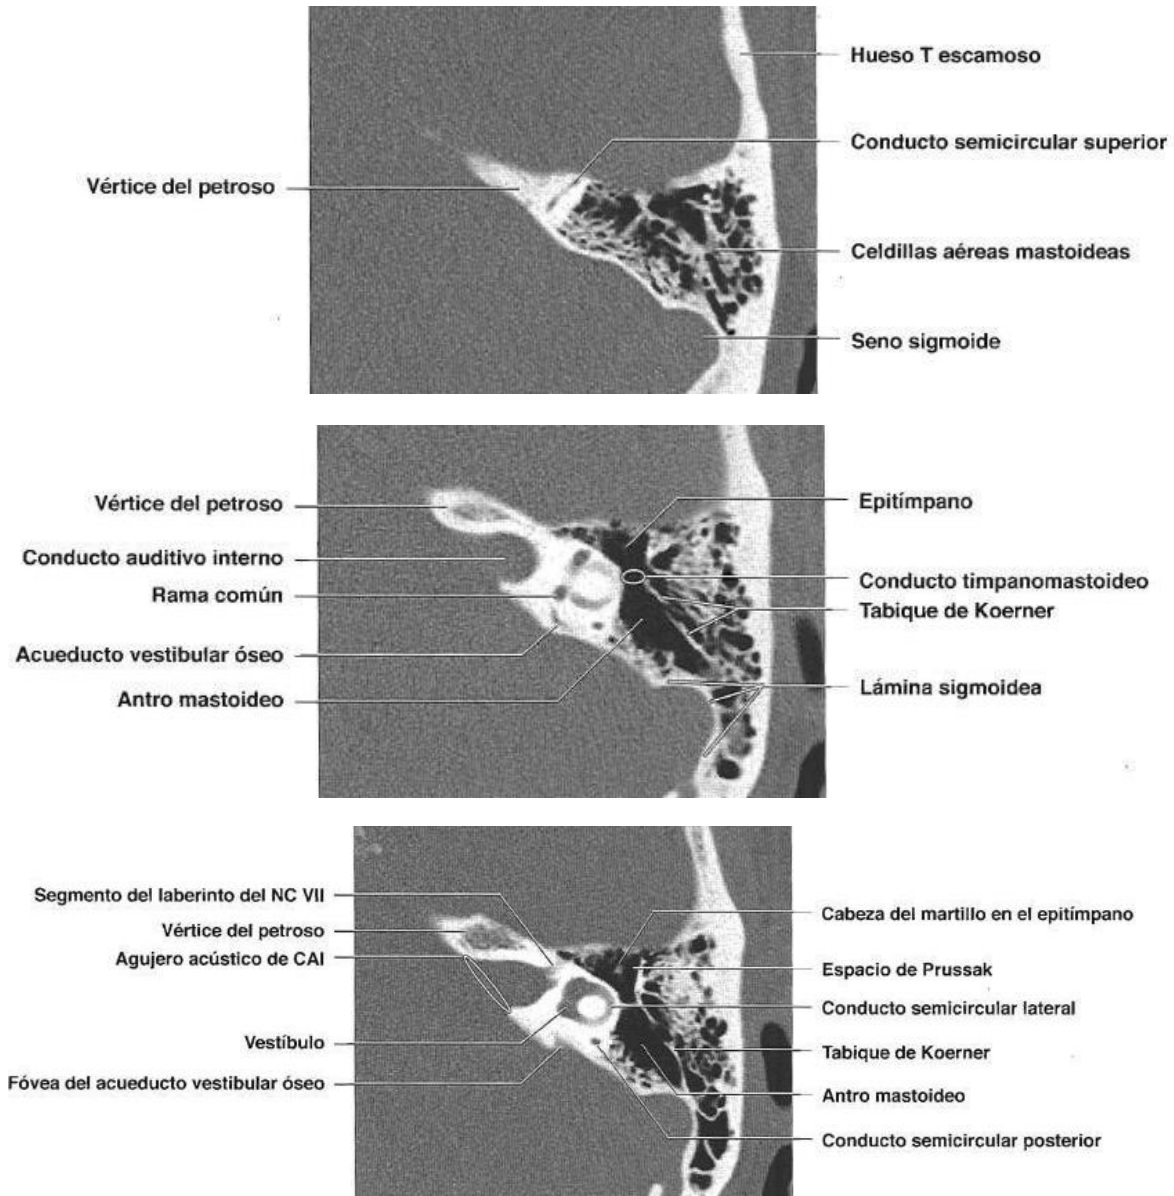 Hueso T escamoso
Conducto semicircular superior
Vértice del petroso
Celdillas aéreas mastoideas
Seno sigmoide
Vértice del petroso
Epitímpano
Conducto auditivo interno
Conducto timpanomastoideo
Rama común
Tabique de Koerner
Acueducto vestibular óseo
Lámina sigmoidea
Antro mastoideo
Segmento del laberinto del NC VII
Cabeza del martillo en el epitímpano
Vértice del petroso
Agujero acústico de CAI
Espacio de Prussak
Conducto semicircular lateral
Vestíbulo
Tabique de Koerner
Fóvea del acueducto vestibular óseo
Antro mastoideo
Conducto semicircular posterior